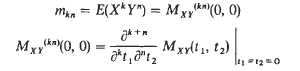 m_{kn} = E(X^k Y^n) = M_{XY}^{(kn)}(0, 0)
M_{XY}^{(kn)}(0, 0) = \frac{∂^{k+n}}{∂^k t_1 ∂^n t_2} M_{XY}(t_1, t_2) |_{t_1 = t_2 = 0}